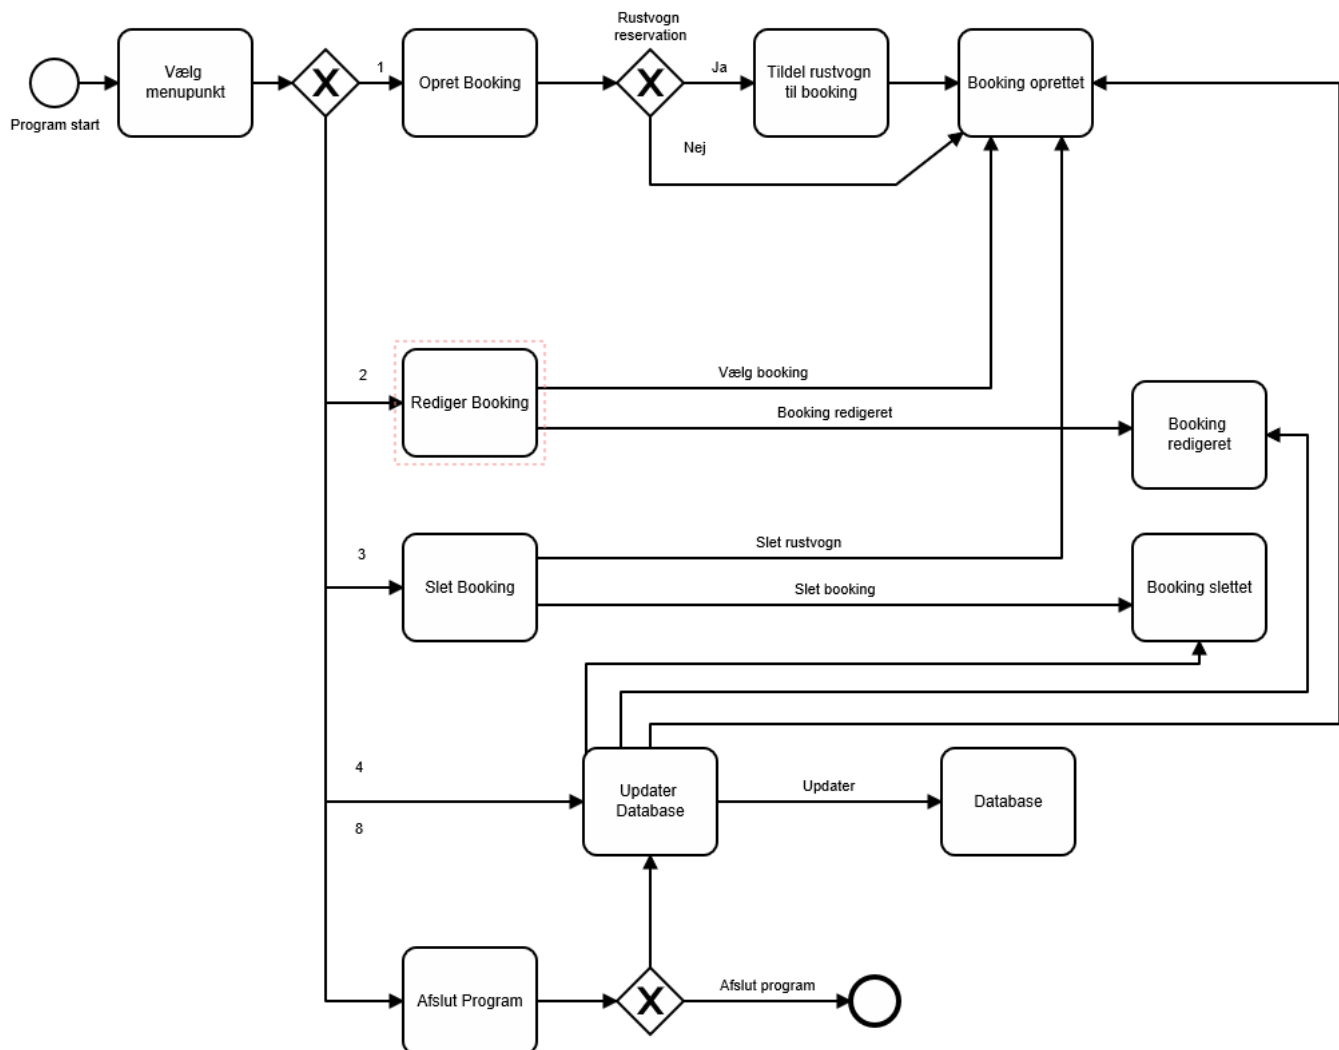 Rustvogn
reservation
Vælg
menupunkt
1
Opret Booking
Ja
Tildel rustvogn
til booking
Booking oprettet
Program start
Nej
2
Rediger Booking
Vælg booking
Booking redigeret
Booking
redigeret
3
Slet Booking
Slet rustvogn
Slet booking
Booking slettet
4
Updater
Database
Updater
Database
8
Afslut Program
Afslut program